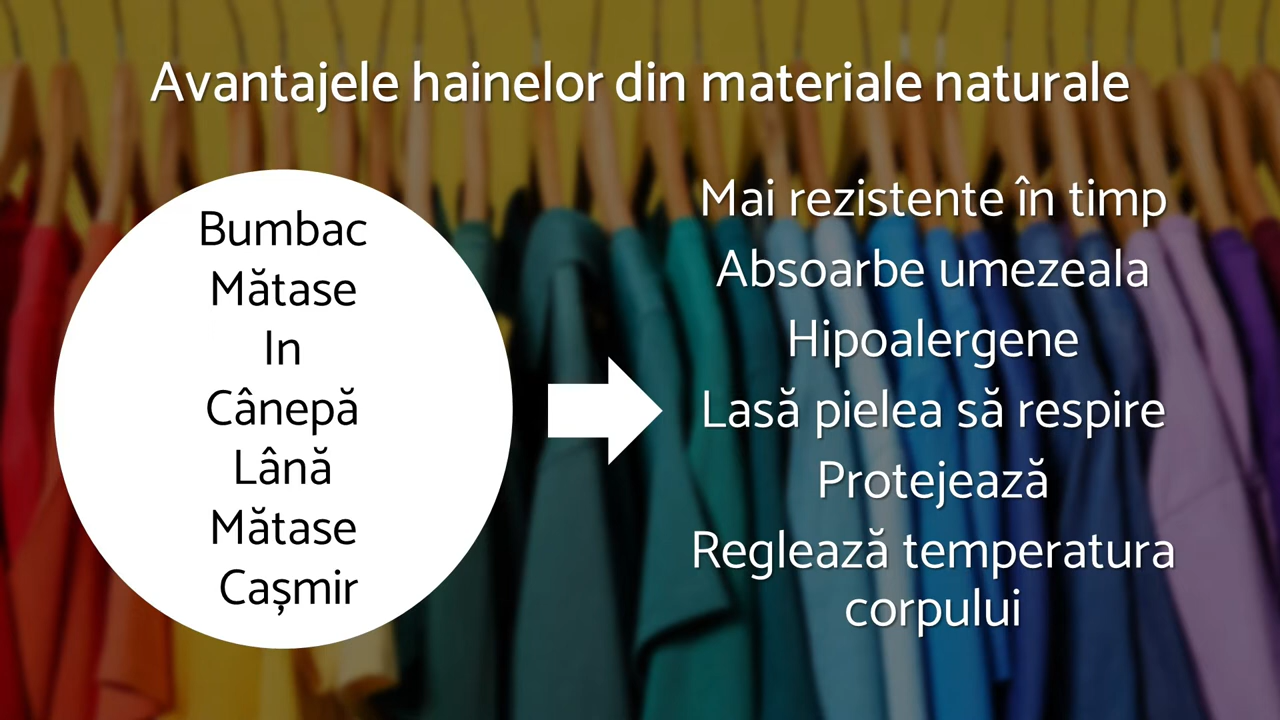 Avantajele hainelor din materiale naturale
Bumbac
Mătase
In
Cânepă
Lână
Mătase
Cașmir
Mai rezistente în timp
Absoarbe umezeala
Hipoalergene
Lasă pielea să respire
Protejează
Reglează temperatura
corpului